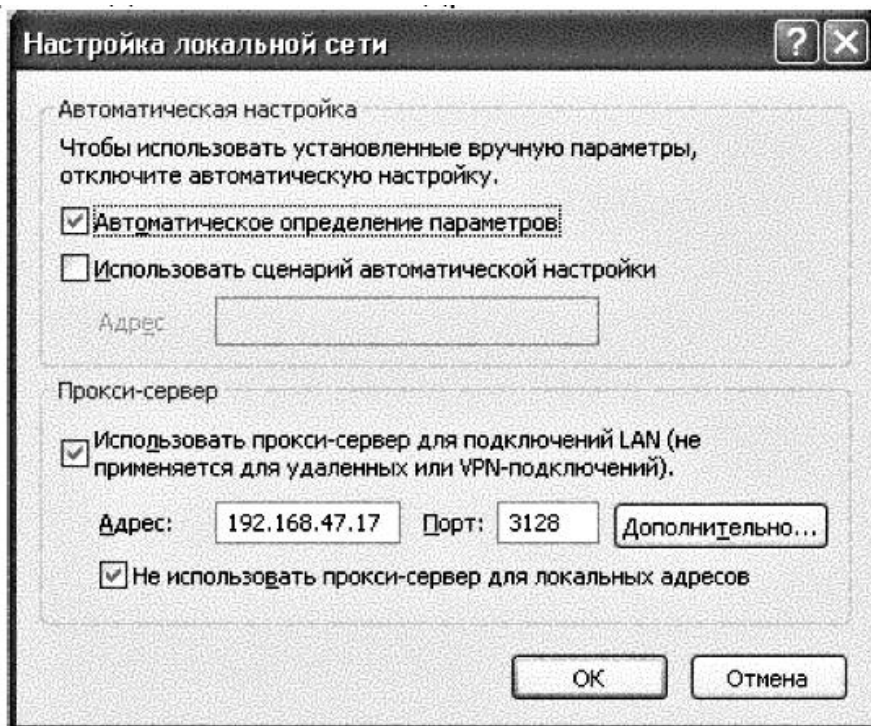 Настройка локальной сети
Автоматическая настройка
Чтобы использовать установленные вручную параметры,
отключите автоматическую настройку.
Автоматическое определение параметров
Использовать сценарий автоматической настройки
Адрес
Прокси-сервер
Использовать прокси-сервер для подключений LAN (не
применяется для удаленных или VPN-подключений).
Адрес: 192.168.47.17 Порт: 3128 Дополнительно...
Не использовать прокси-сервер для локальных адресов
ОК Отмена